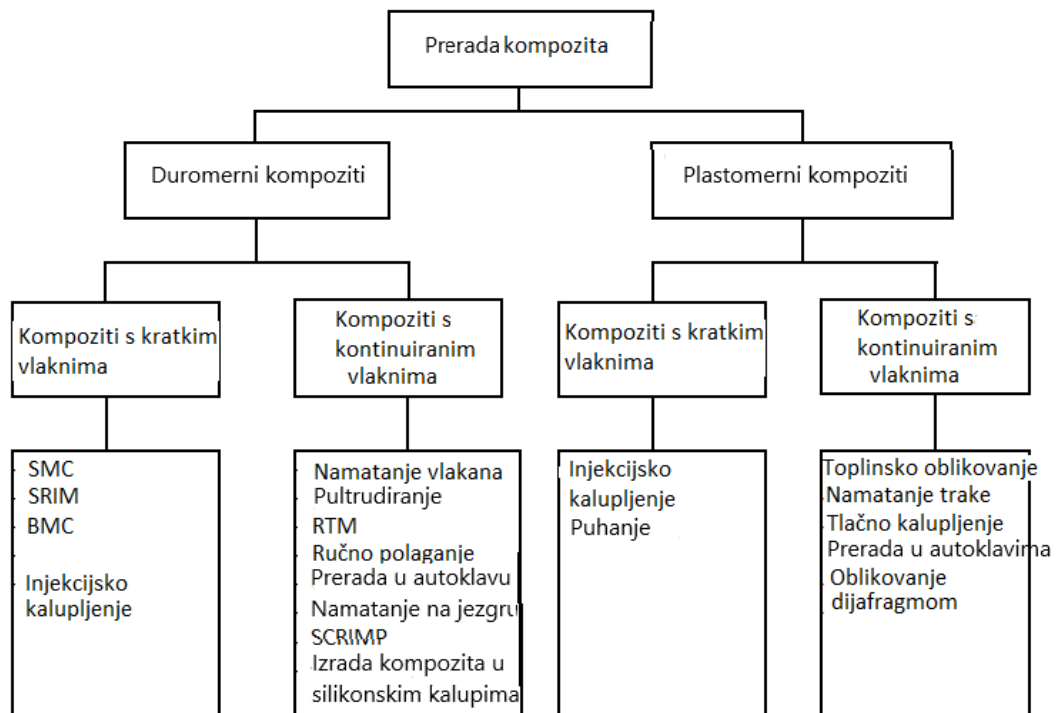 Prerada kompozita
Duromerni kompoziti
Plastomerni kompoziti
Kompoziti s kratkim
vlaknima
Kompoziti s
kontinuiranim
vlaknima
Kompoziti s kratkim
vlaknima
Kompoziti s
kontinuiranim
vlaknima
SMC
SRIM
BMC
Injekcijsko
kalupljenje
Namatanje vlakana
Pultrudiranje
RTM
Ručno polaganje
Prerada u autoklavu
Namatanje na jezgru
SCRIMP
Izrada kompozita u
silikonskim kalupima
Injekcijsko
kalupljenje
Puhanje
Toplinsko oblikovanje
Namatanje trake
Tlačno kalupljenje
Prerada u autoklavima
Oblikovanje
dijafragmom